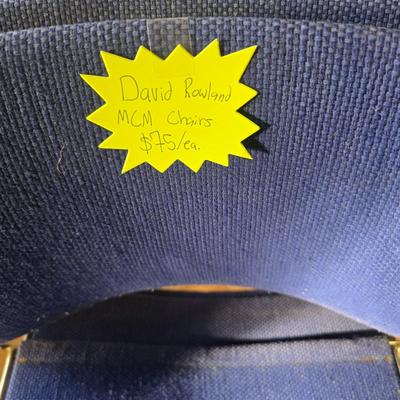 David Rowland
MCM Chairs
$75/ea.